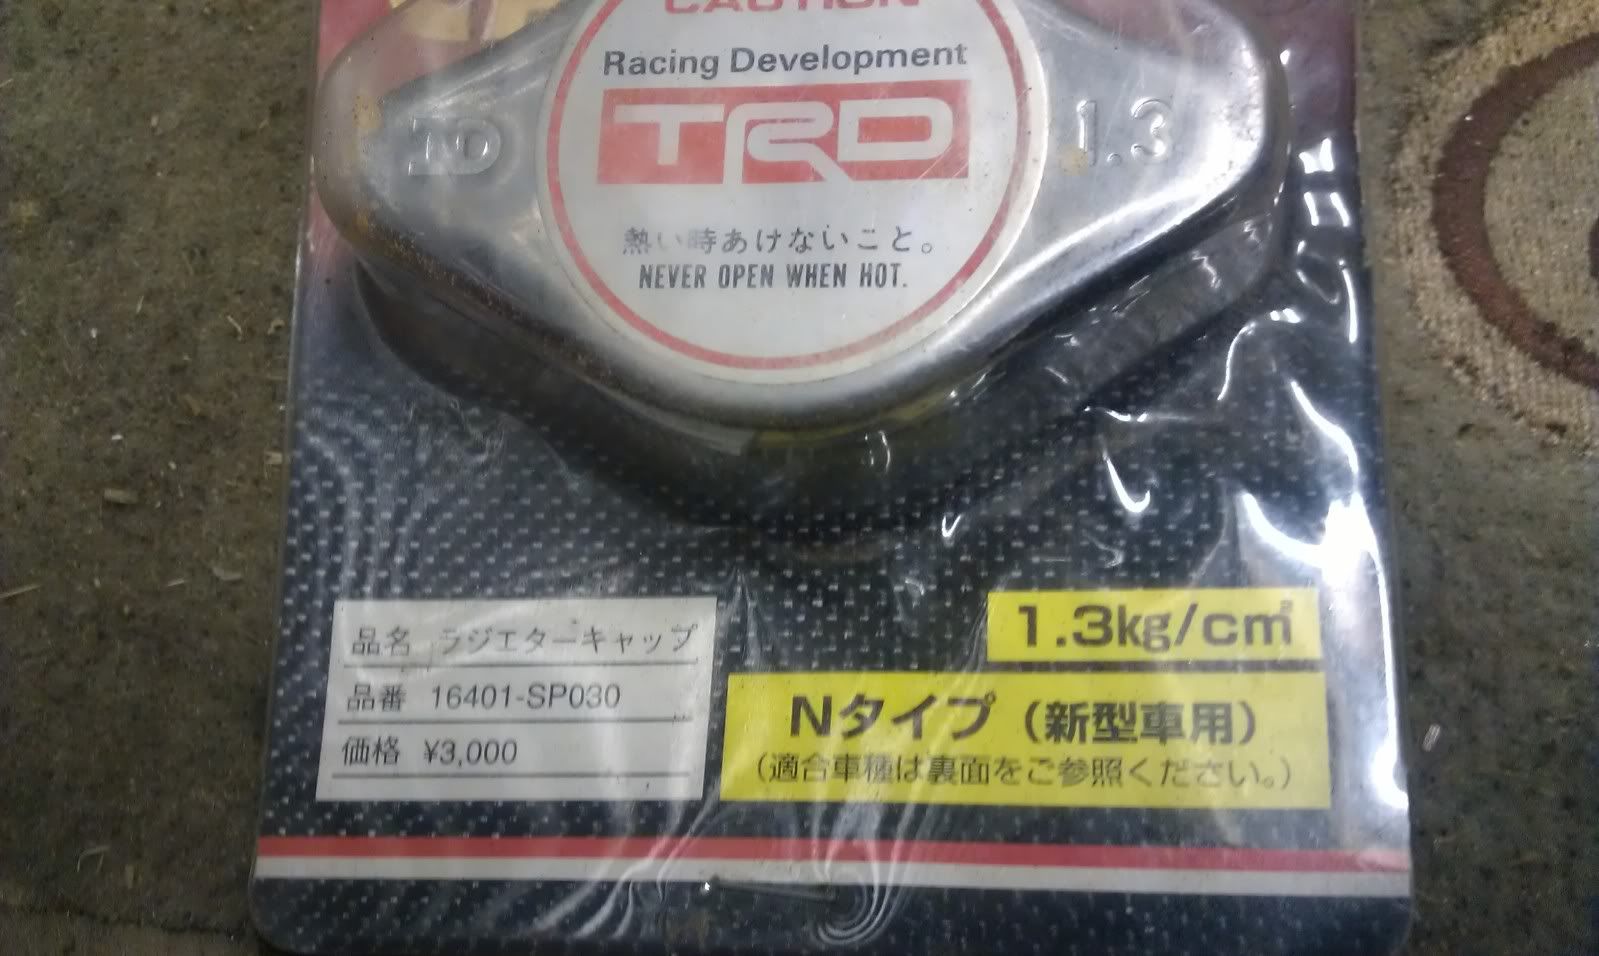 CAUTION
Racing Development
TRD
ND
1.3
熱い時あけないこと。
NEVER OPEN WHEN HOT.
1.3kg/c㎡
品名 ラジエターキャップ
品番 16401-SP030
価格 ¥3,000
Nタイプ(新型車用)
(適合車種は裏面をご参照ください。)